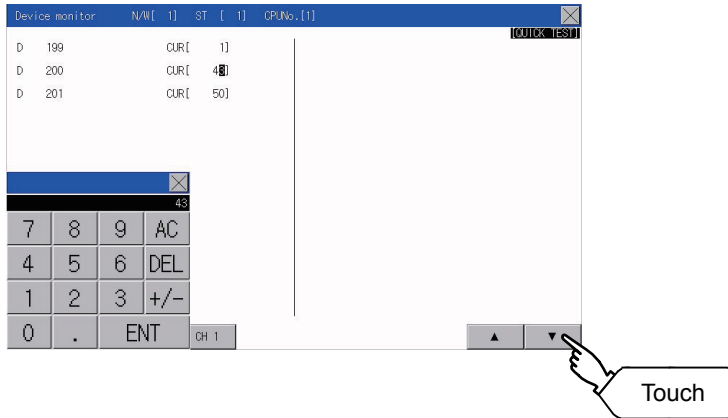 Device monitor N/W[ 1] ST [ 1] CPUNo.[1]
[QUICK TEST]
D 199 CUR[ 1]
D 200 CUR[ 43]
D 201 CUR[ 50]
43
7 8 9 AC
4 5 6 DEL
1 2 3 +/-
0 . ENT
CH 1
▲ ▼
Touch